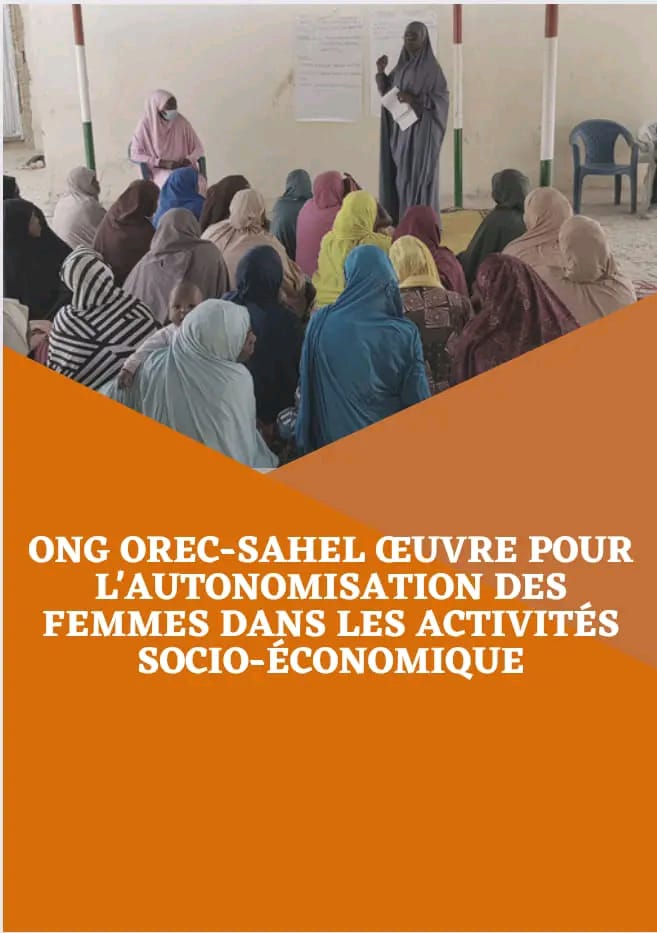 ONG OREC-SAHEL ŒUVRE POUR
L'AUTONOMISATION DES
FEMMES DANS LES ACTIVITÉS
SOCIO-ÉCONOMIQUE